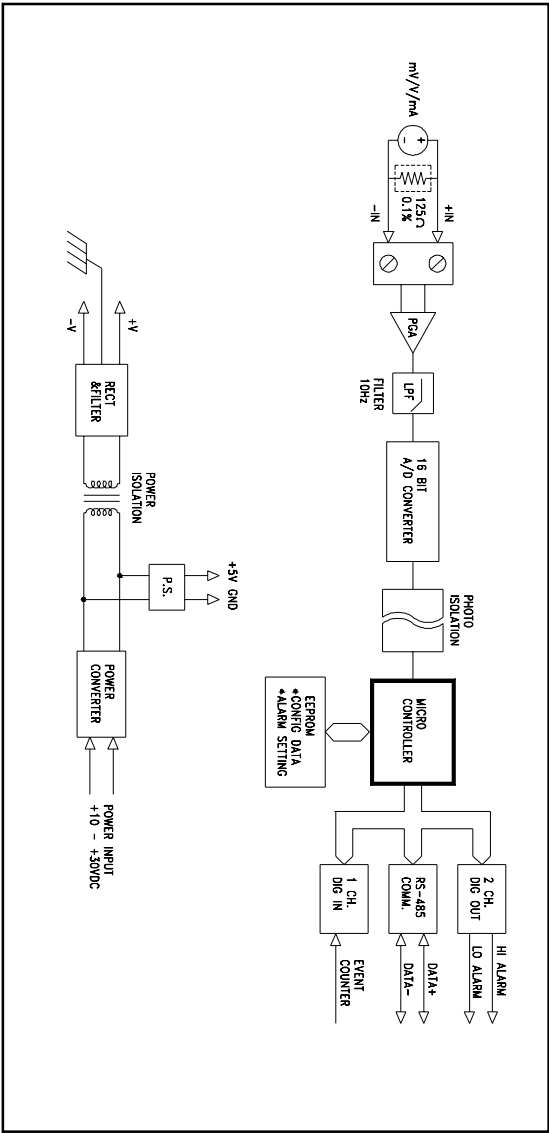 mV/V/mA
+
-
+IN
-IN
125Ω
0.1%
PGA
LPF
FILTER
10Hz
16 BIT
A/D CONVERTER
PHOTO
ISOLATION
MICRO
CONTROLLER
EEPROM
*CONFIG DATA
*ALARM SETTING
2 CH.
DIG OUT
HI ALARM
LO ALARM
RS-485
COMM.
DATA+
DATA-
1 CH.
DIG IN
EVENT
COUNTER
+V
-V
RECT
&FILTER
POWER
ISOLATION
P.S.
+5V
GND
POWER
CONVERTER
POWER INPUT
+10 - +30VDC